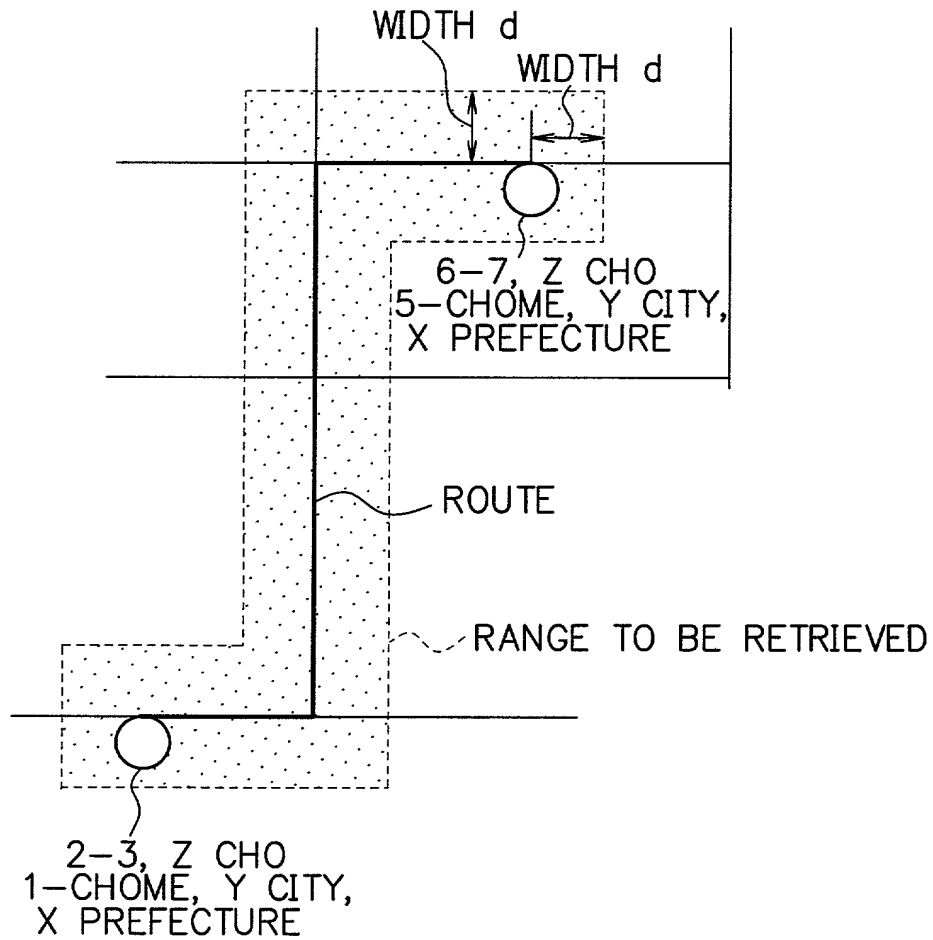 WIDTH d
WIDTH d
6-7, Z CHO
5-CHOME, Y CITY,
X PREFECTURE
ROUTE
RANGE TO BE RETRIEVED
2-3, Z CHO
1-CHOME, Y CITY,
X PREFECTURE